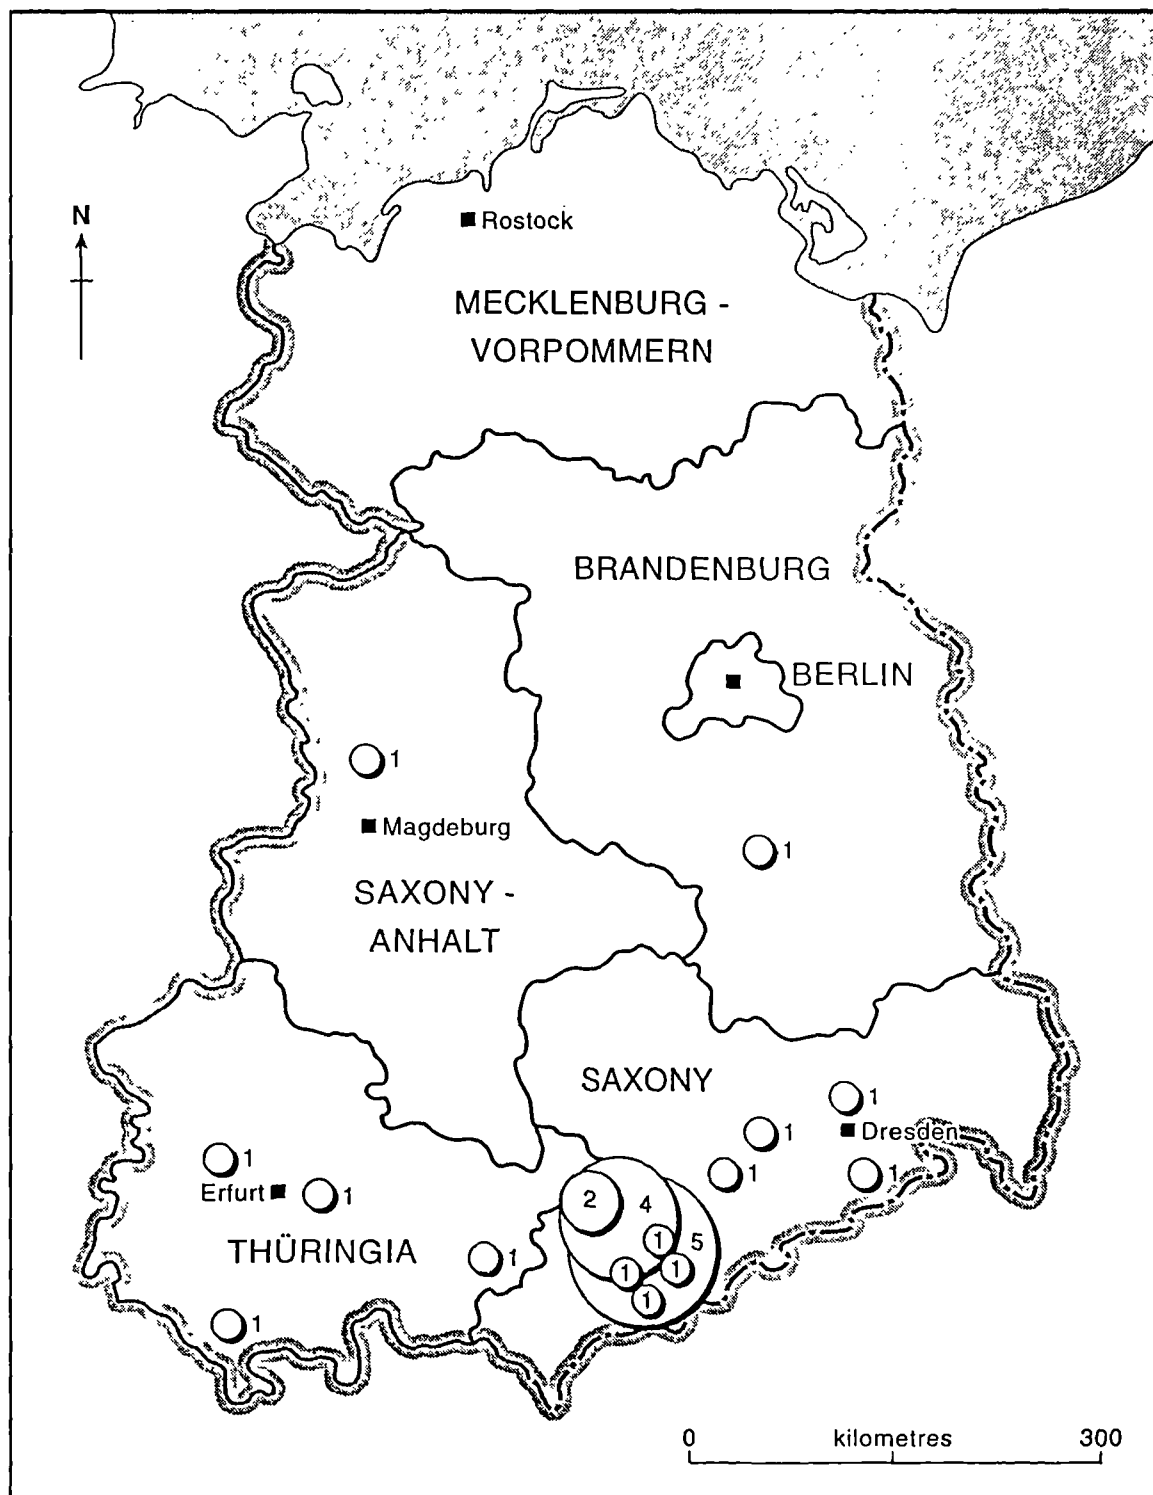 N
Rostock
MECKLENBURG -
VORPOMMERN
BRANDENBURG
BERLIN
1
Magdeburg
1
SAXONY -
ANHALT
SAXONY
1
1
Dresden
1
1
1
Erfurt
1
2
4
1
5
THÜRINGIA
1
1
1
1
1
0 kilometres 300